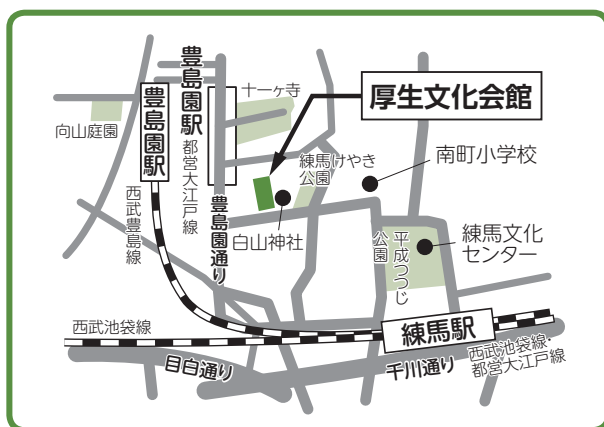 豊島園駅
都営大江戸線
豊島園駅
西武豊島線
向山庭園
十一ヶ寺
厚生文化会館
練馬けやき
公園
南町小学校
白山神社
豊島園通り
平成つつじ
公園
練馬文化
センター
西武池袋線
練馬駅
西武池袋線・
都営大江戸線
目白通り
千川通り